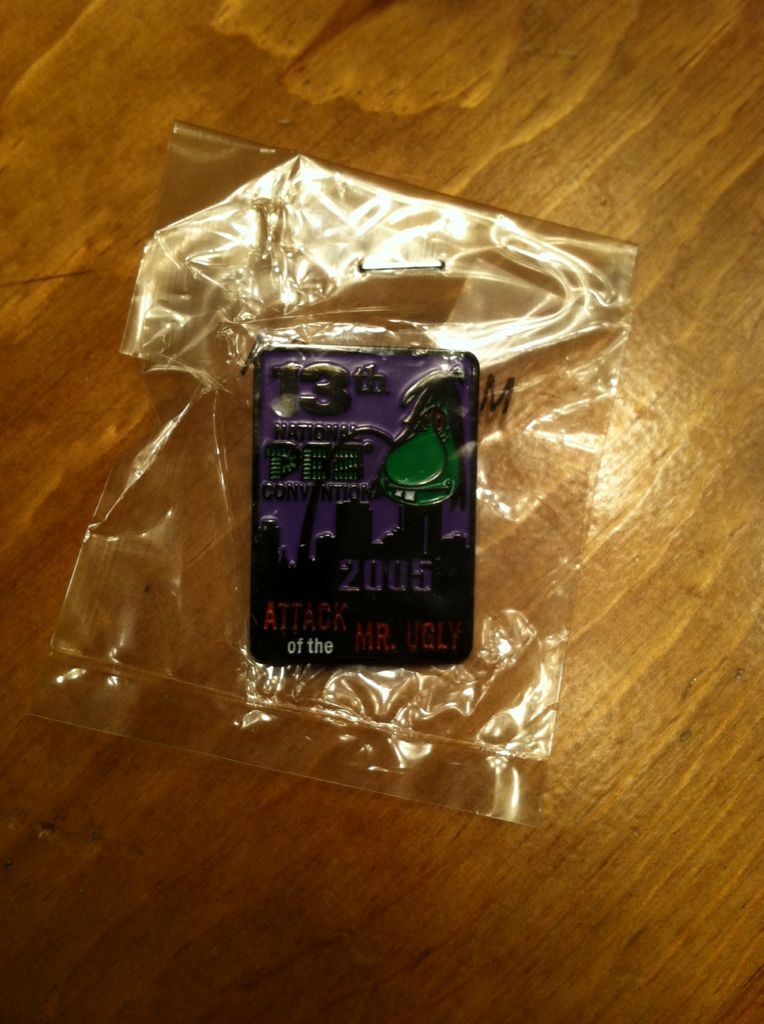 13th
NATIONAL
PEZ®
CONVENTION
2005
ATTACK
of the
MR. UGLY
M